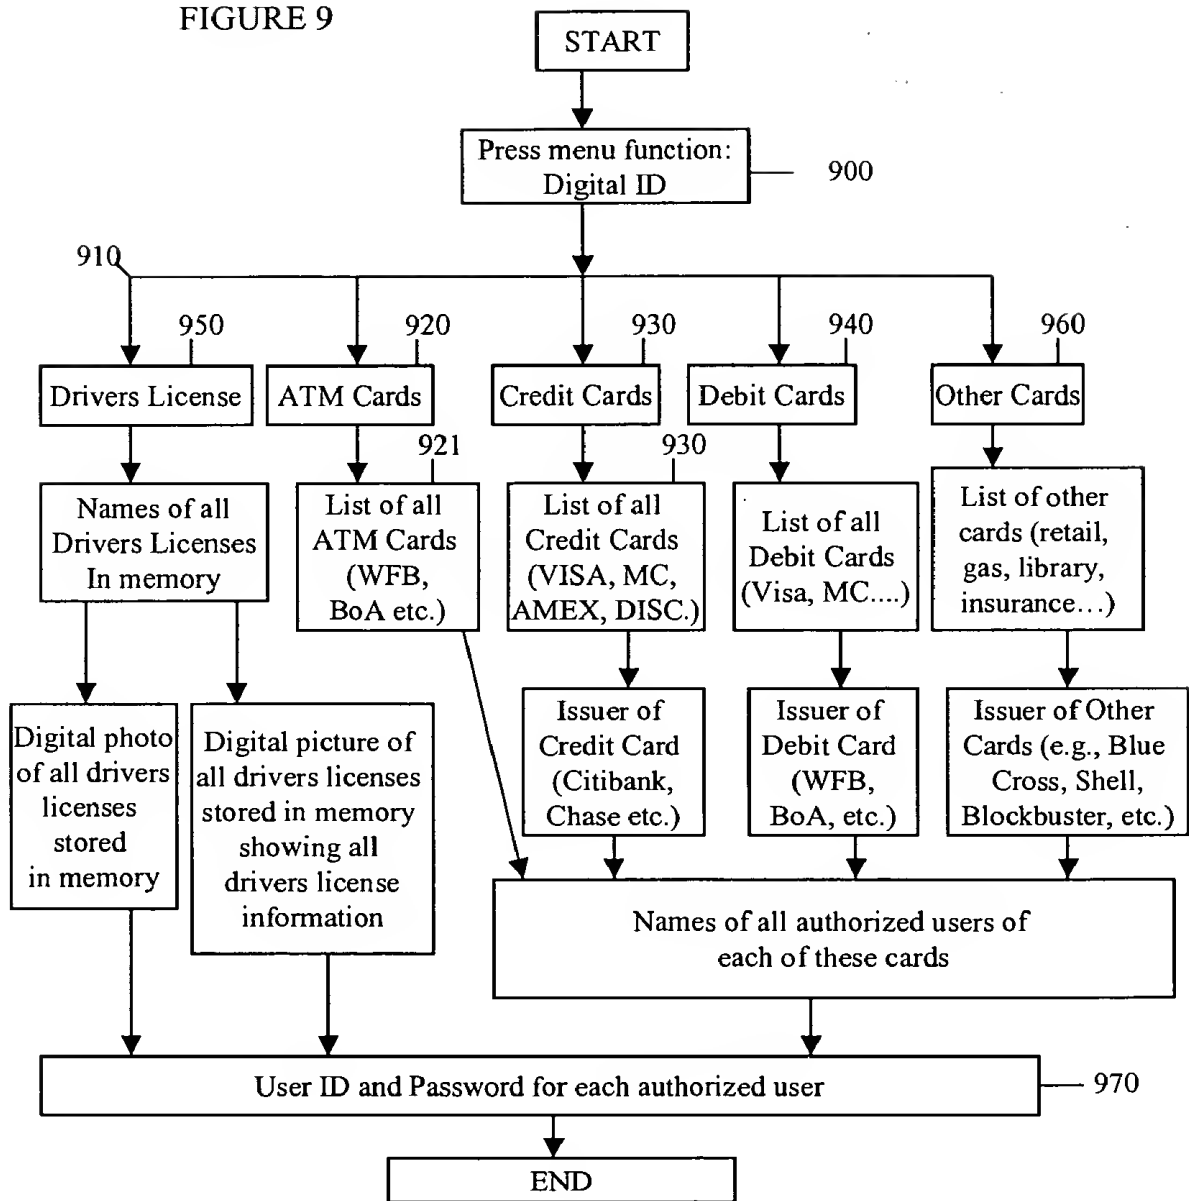 FIGURE 9
START
Press menu function:
Digital ID
900
910
950
920
930
940
960
Drivers License
ATM Cards
Credit Cards
Debit Cards
Other Cards
921
930
Names of all
Drivers Licenses
In memory
List of all
ATM Cards
(WFB,
BoA etc.)
List of all
Credit Cards
(VISA, MC,
AMEX, DISC.)
List of all
Debit Cards
(Visa, MC....)
List of other
cards (retail,
gas, library,
insurance…)
Digital photo
of all drivers
licenses
stored
in memory
Digital picture of
all drivers licenses
stored in memory
showing all
drivers license
information
Issuer of
Credit Card
(Citibank,
Chase etc.)
Issuer of
Debit Card
(WFB,
BoA, etc.)
Issuer of Other
Cards (e.g., Blue
Cross, Shell,
Blockbuster, etc.)
Names of all authorized users of
each of these cards
User ID and Password for each authorized user
970
END